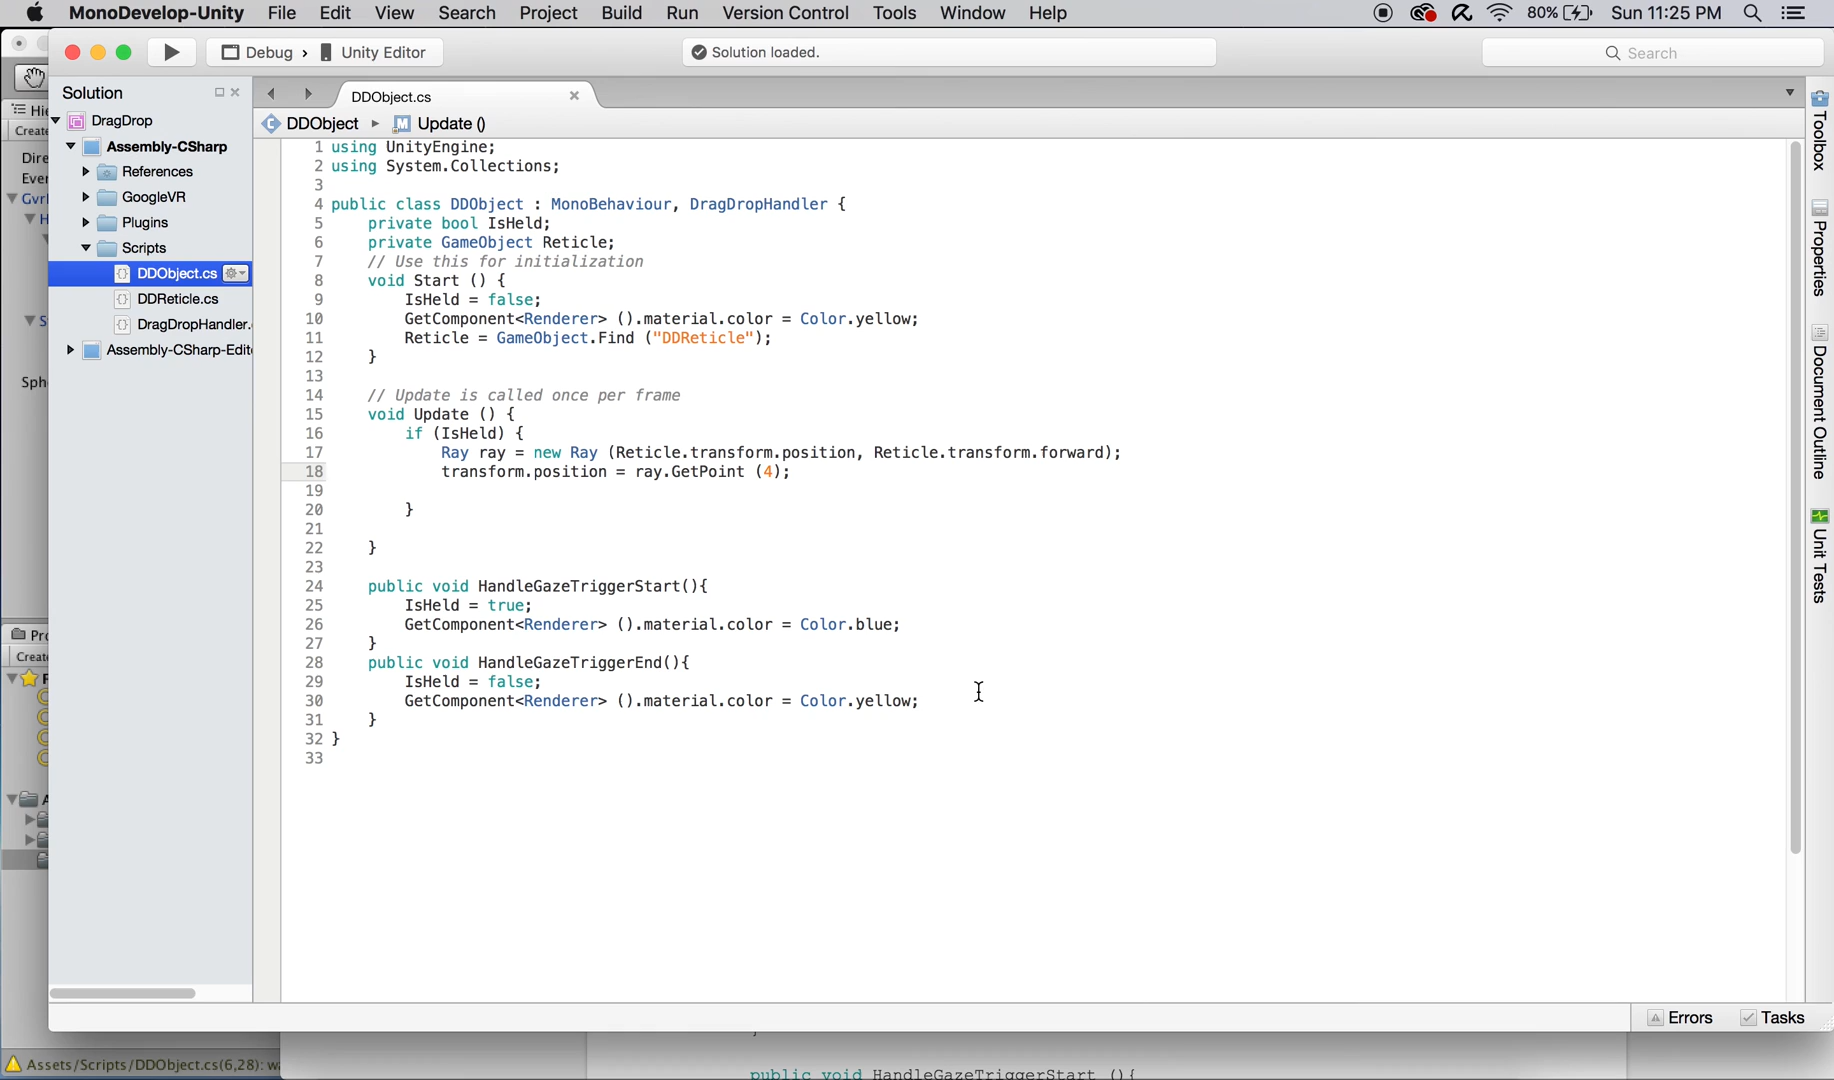 MonoDevelop-Unity File Edit View Search Project Build Run Version Control Tools Window Help 80% Sun 11:25 PM
Debug › Unity Editor Solution loaded. Search
Solution DDObject.cs
DDObject Update ()
DragDrop
Assembly-CSharp
References
GoogleVR
Plugins
Scripts
DDObject.cs
DDReticle.cs
DragDropHandler.
Assembly-CSharp-Edit
1 using UnityEngine;
2 using System.Collections;
3
4 public class DDObject : MonoBehaviour, DragDropHandler {
5 private bool IsHeld;
6 private GameObject Reticle;
7 // Use this for initialization
8 void Start () {
9 IsHeld = false;
10 GetComponent<Renderer> ().material.color = Color.yellow;
11 Reticle = GameObject.Find ("DDReticle");
12 }
13
14 // Update is called once per frame
15 void Update () {
16 if (IsHeld) {
17 Ray ray = new Ray (Reticle.transform.position, Reticle.transform.forward);
18 transform.position = ray.GetPoint (4);
19
20 }
21
22 }
23
24 public void HandleGazeTriggerStart(){
25 IsHeld = true;
26 GetComponent<Renderer> ().material.color = Color.blue;
27 }
28 public void HandleGazeTriggerEnd(){
29 IsHeld = false;
30 GetComponent<Renderer> ().material.color = Color.yellow;
31 }
32 }
33
Toolbox
Properties
Document Outline
Unit Tests
Errors Tasks
Hie
Create
Dire
Ever
Gvr
H
S
Sph
Pro
Create
F
A
Assets/Scripts/DDObject.cs(6,28): wa
public void HandleGazeTriggerStart (){